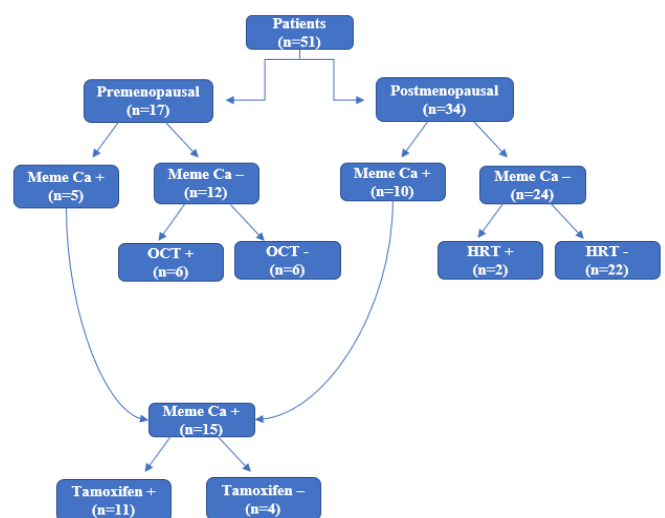 Patients
(n=51)
Premenopausal
(n=17)
Postmenopausal
(n=34)
Meme Ca +
(n=5)
Meme Ca –
(n=12)
Meme Ca +
(n=10)
Meme Ca –
(n=24)
OCT +
(n=6)
OCT -
(n=6)
HRT +
(n=2)
HRT -
(n=22)
Meme Ca +
(n=15)
Tamoxifen +
(n=11)
Tamoxifen –
(n=4)